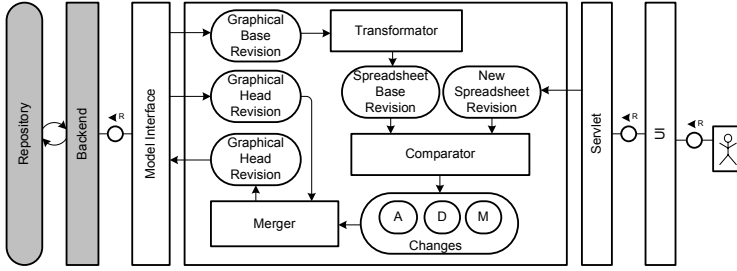 Repository
Backend
R
Model Interface
Graphical
Base
Revision
Transformator
Graphical
Head
Revision
Spreadsheet
Base
Revision
New
Spreadsheet
Revision
Graphical
Head
Revision
Comparator
Merger
A
D
M
Changes
Servlet
R
UI
R